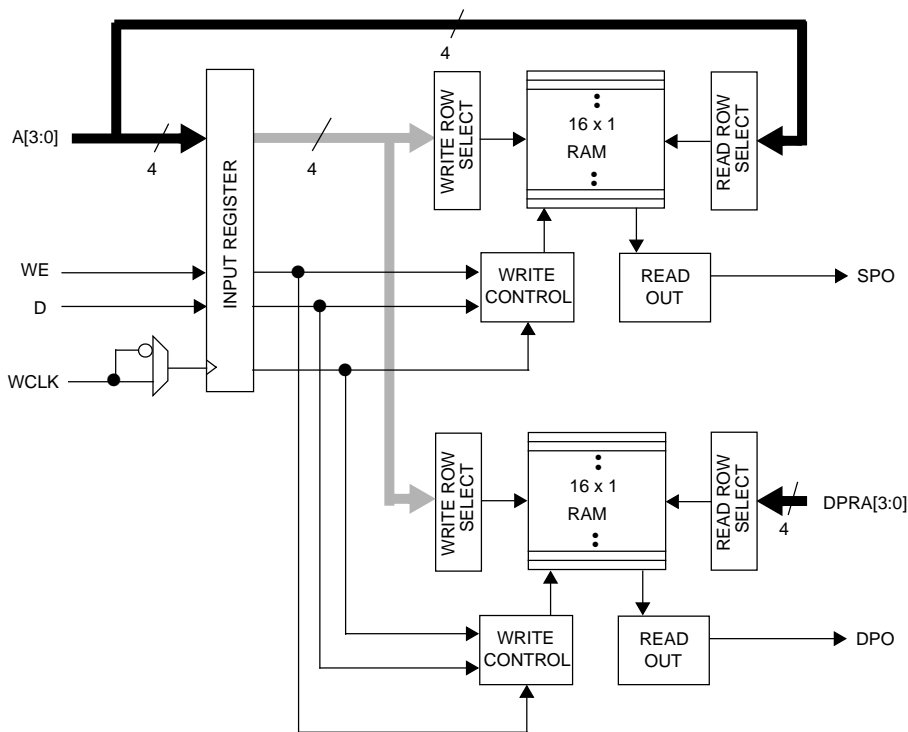 4
A[3:0]
4
INPUT REGISTER
4
WRITE ROW
SELECT
16 x 1
RAM
READ ROW
SELECT
WE
D
WCLK
WRITE
CONTROL
READ
OUT
SPO
WRITE ROW
SELECT
16 x 1
RAM
READ ROW
SELECT
4
DPRA[3:0]
WRITE
CONTROL
READ
OUT
DPO